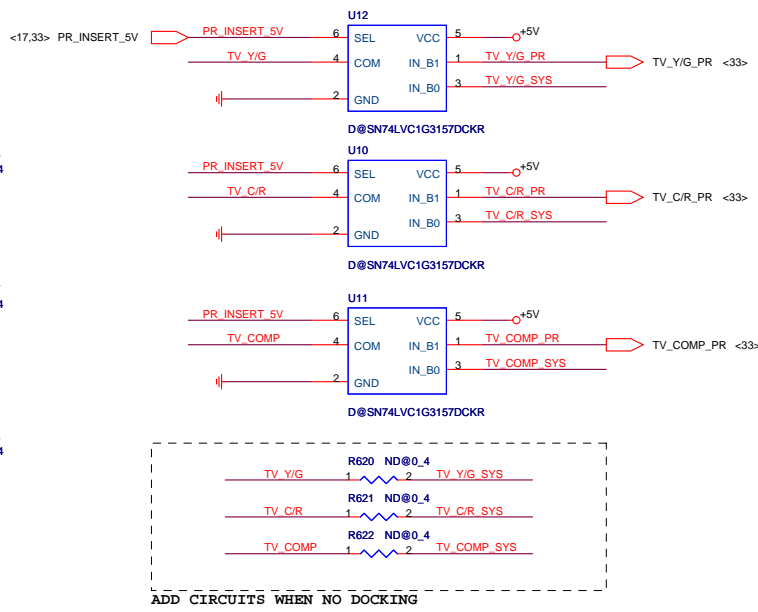 U12
<17,33> PR_INSERT_5V PR_INSERT_5V 6 SEL VCC 5 +5V
TV_Y/G 4 COM IN_B1 1 TV_Y/G_PR TV_Y/G_PR <33>
2 GND IN_B0 3 TV_Y/G_SYS
D@SN74LVC1G3157DCKR
U10
4
PR_INSERT_5V 6 SEL VCC 5 +5V
TV_C/R 4 COM IN_B1 1 TV_C/R_PR TV_C/R_PR <33>
IN_B0 3 TV_C/R_SYS
2 GND
D@SN74LVC1G3157DCKR
U11
4
PR_INSERT_5V 6 SEL VCC 5 +5V
TV_COMP 4 COM IN_B1 1 TV_COMP_PR TV_COMP_PR <33>
IN_B0 3 TV_COMP_SYS
2 GND
D@SN74LVC1G3157DCKR
4
R620 ND@0_4
TV_Y/G 1 2 TV_Y/G_SYS
R621 ND@0_4
TV_C/R 1 2 TV_C/R_SYS
R622 ND@0_4
TV_COMP 1 2 TV_COMP_SYS
ADD CIRCUITS WHEN NO DOCKING